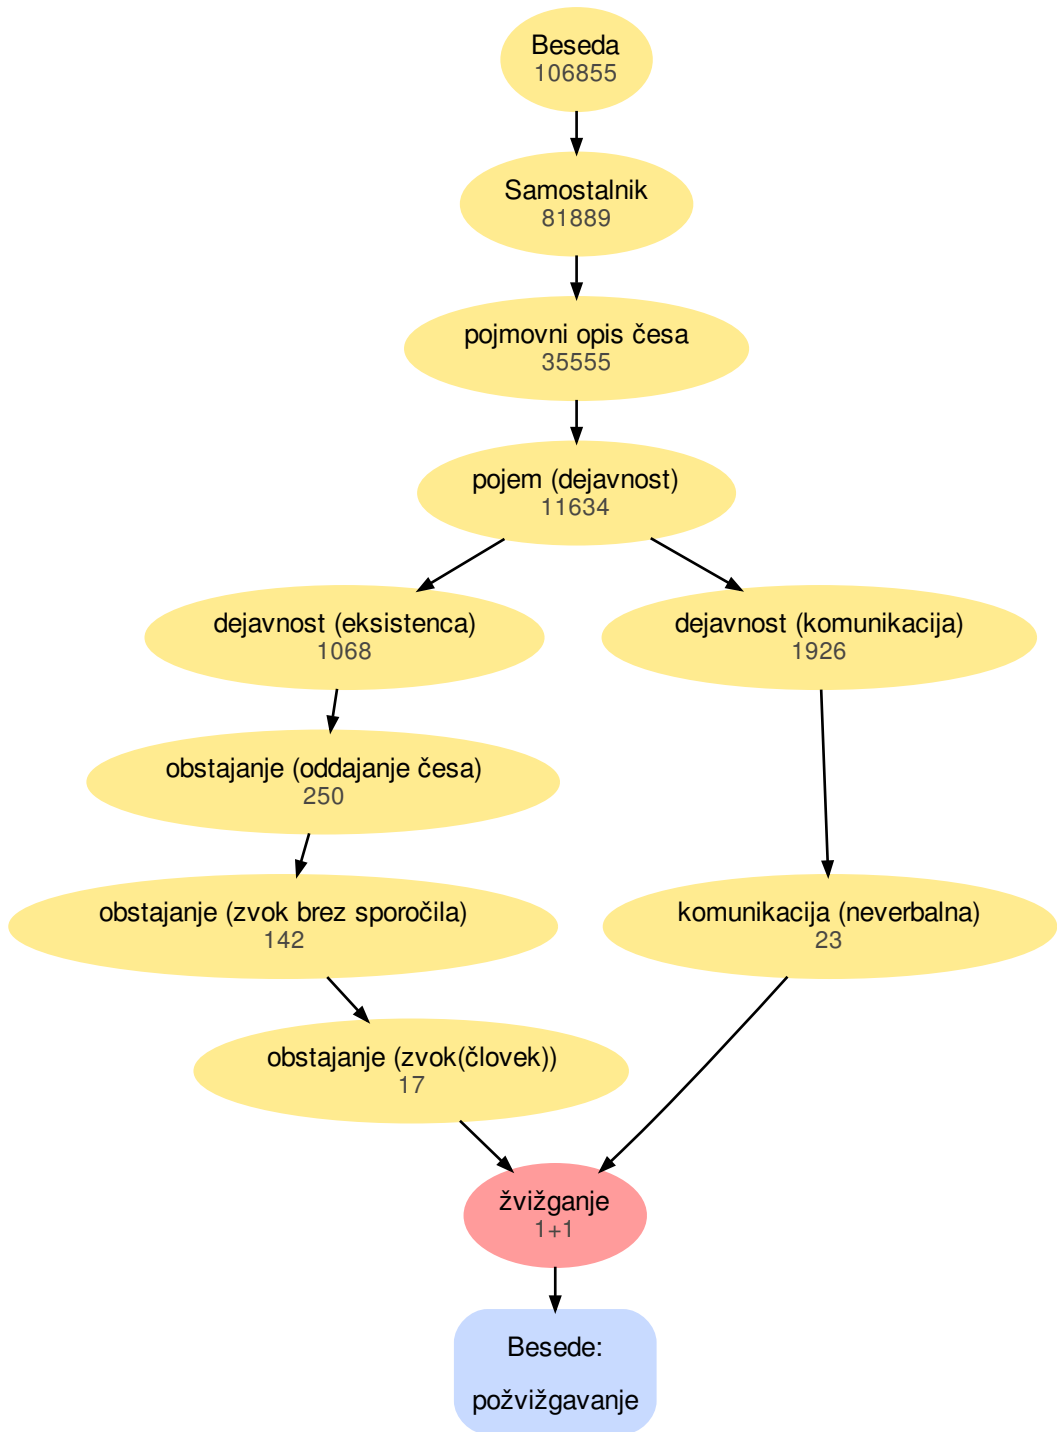 Beseda
106855
Samostalnik
81889
pojmovni opis česa
35555
pojem (dejavnost)
11634
dejavnost (eksistenca)
1068
dejavnost (komunikacija)
1926
obstajanje (oddajanje česa)
250
obstajanje (zvok brez sporočila)
142
komunikacija (neverbalna)
23
obstajanje (zvok(človek))
17
žvižganje
1+1
Besede:
požvižgavanje